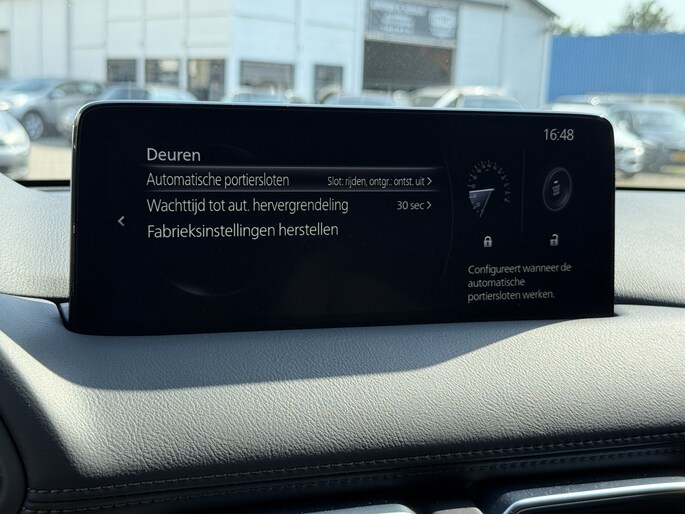 16:48
Deuren
Automatische portiersloten Slot: rijden, ontgr.: ontst. uit
Wachttijd tot aut. hervergrendeling 30 sec
Fabrieksinstellingen herstellen
Configureert wanneer de
automatische
portiersloten werken.